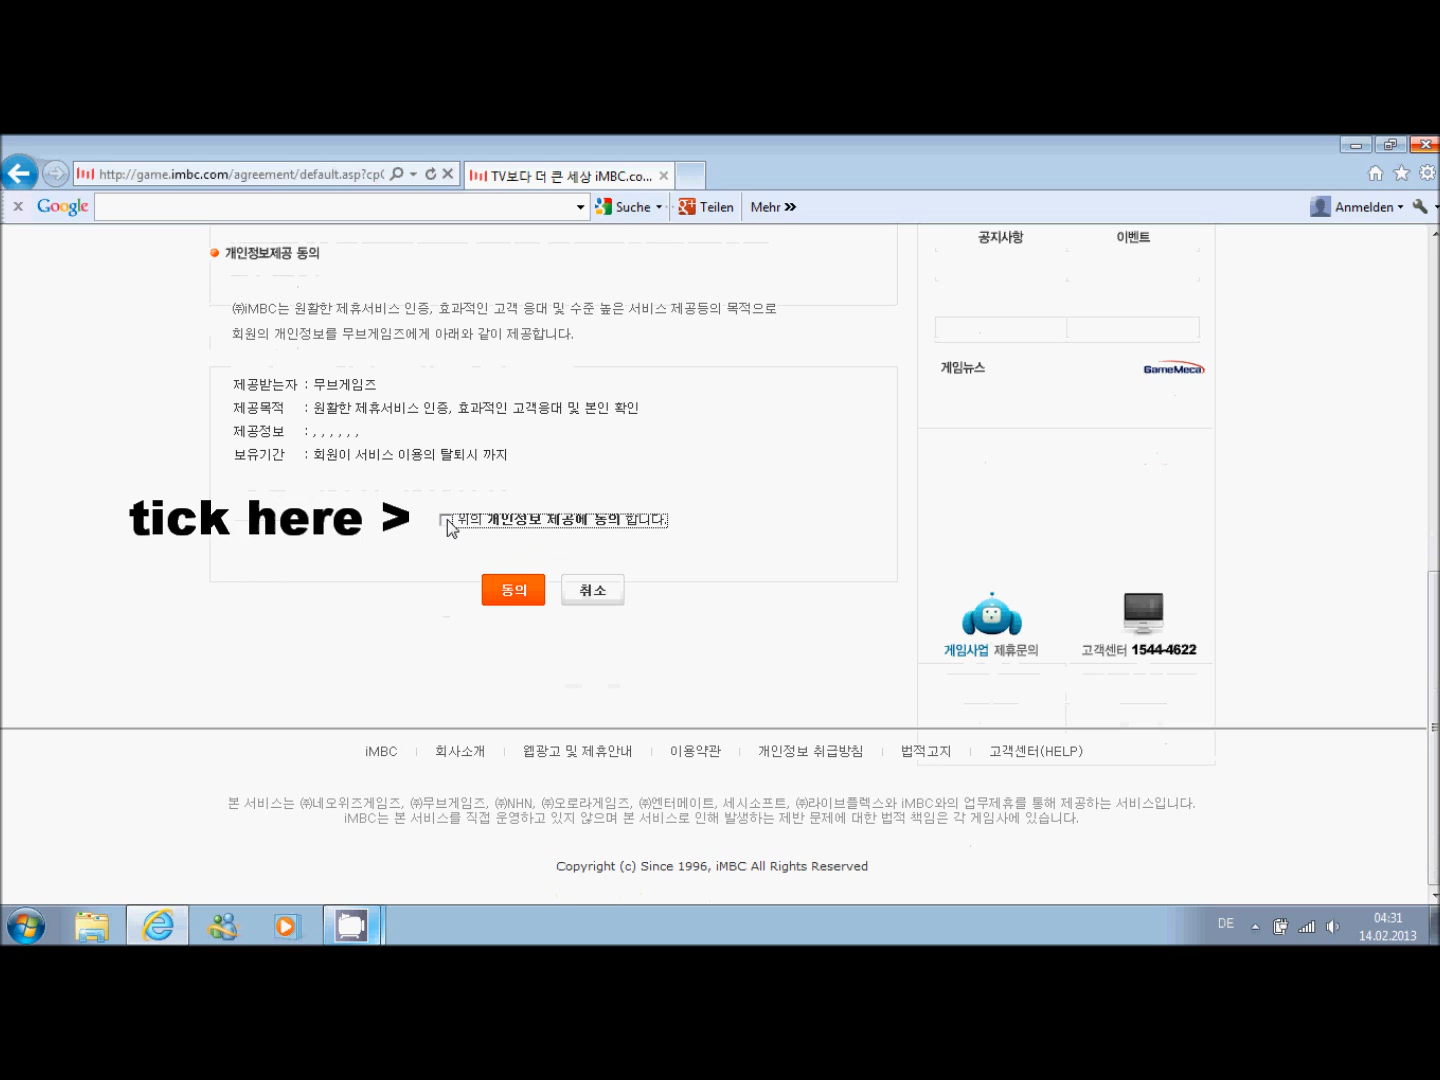 http://game.imbc.com/agreement/default.asp?cp(
TV보다 더 큰 세상 iMBC.co...
x Google Suche Teilen Mehr » Anmelden
개인정보제공 동의
㈜iMBC는 원활한 제휴서비스 인증, 효과적인 고객 응대 및 수준 높은 서비스 제공등의 목적으로
회원의 개인정보를 무브게임즈에게 아래와 같이 제공합니다.
제공받는자 : 무브게임즈
제공목적 : 원활한 제휴서비스 인증, 효과적인 고객응대 및 본인 확인
제공정보 : , , , , , ,
보유기간 : 회원이 서비스 이용의 탈퇴시 까지
tick here >
위의 개인정보 제공에 동의 합니다.
동의 취소
공지사항 이벤트
게임뉴스 GameMeca
게임사업 제휴문의 고객센터 1544-4622
iMBC 회사소개 웹광고 및 제휴안내 이용약관 개인정보 취급방침 법적고지 고객센터(HELP)
본 서비스는 ㈜네오위즈게임즈, ㈜무브게임즈, ㈜NHN, ㈜오로라게임즈, ㈜엔터메이트, 세시소프트, ㈜라이브플렉스와 iMBC와의 업무제휴를 통해 제공하는 서비스입니다.
iMBC는 본 서비스를 직접 운영하고 있지 않으며 본 서비스로 인해 발생하는 제반 문제에 대한 법적 책임은 각 게임사에 있습니다.
Copyright (c) Since 1996, iMBC All Rights Reserved
DE
04:31
14.02.2013